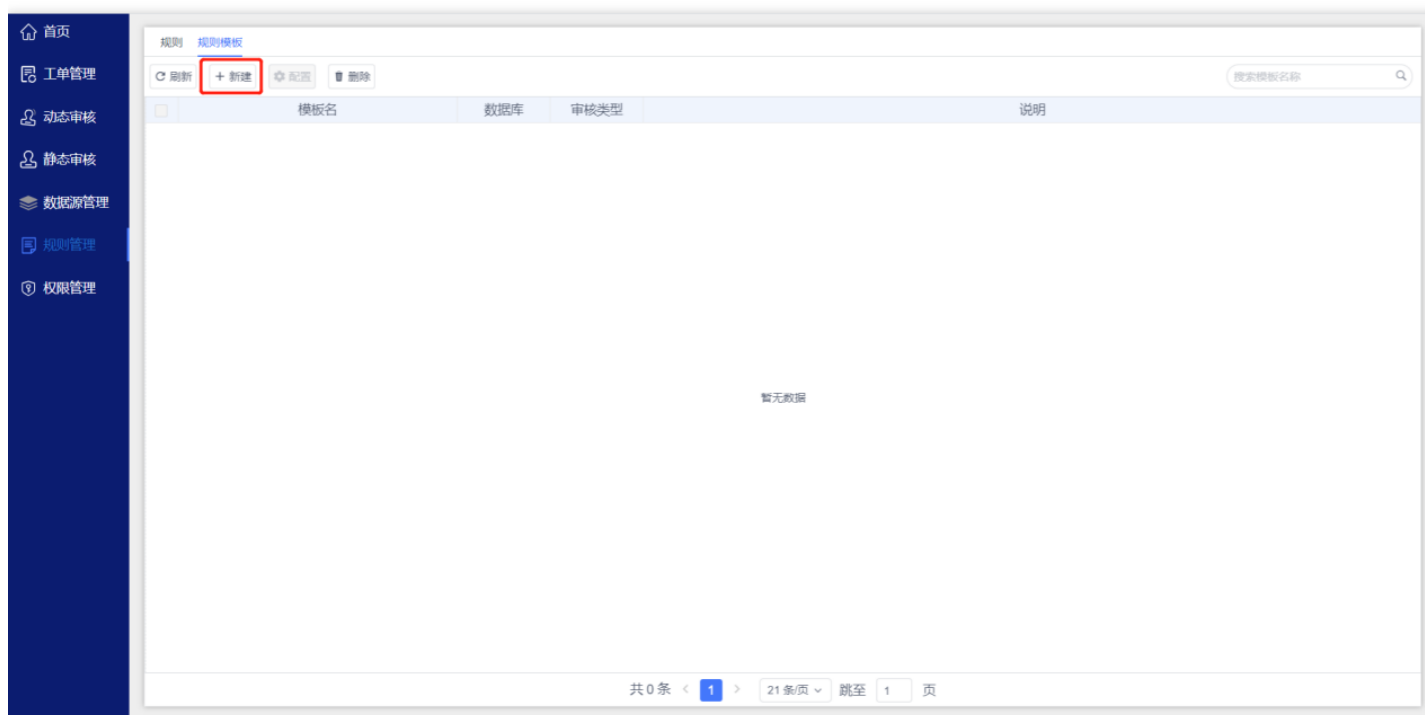 首页
工单管理
动态审核
静态审核
数据源管理
规则管理
权限管理
规则 规则模板
刷新 + 新建 配置 删除 搜索模板名称
模板名 数据库 审核类型 说明
暂无数据
共 0 条 < 1 > 21 条/页 跳至 1 页